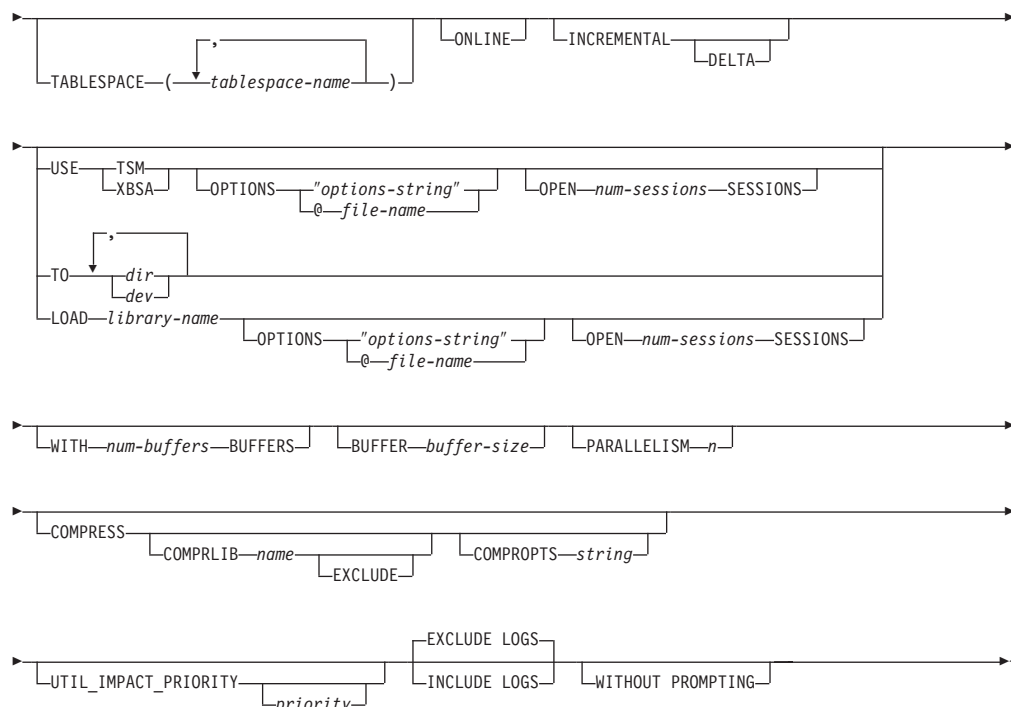 ,
ONLINE INCREMENTAL
DELTA
TABLESPACE ( tablespace-name )
USE TSM
XBSA OPTIONS "options-string" OPEN num-sessions SESSIONS
@ file-name
,
TO dir
dev
LOAD library-name
OPTIONS "options-string" OPEN num-sessions SESSIONS
@ file-name
WITH num-buffers BUFFERS BUFFER buffer-size PARALLELISM n
COMPRESS
COMPRLIB name COMPROPTS string
EXCLUDE
EXCLUDE LOGS
UTIL_IMPACT_PRIORITY INCLUDE LOGS WITHOUT PROMPTING
priority